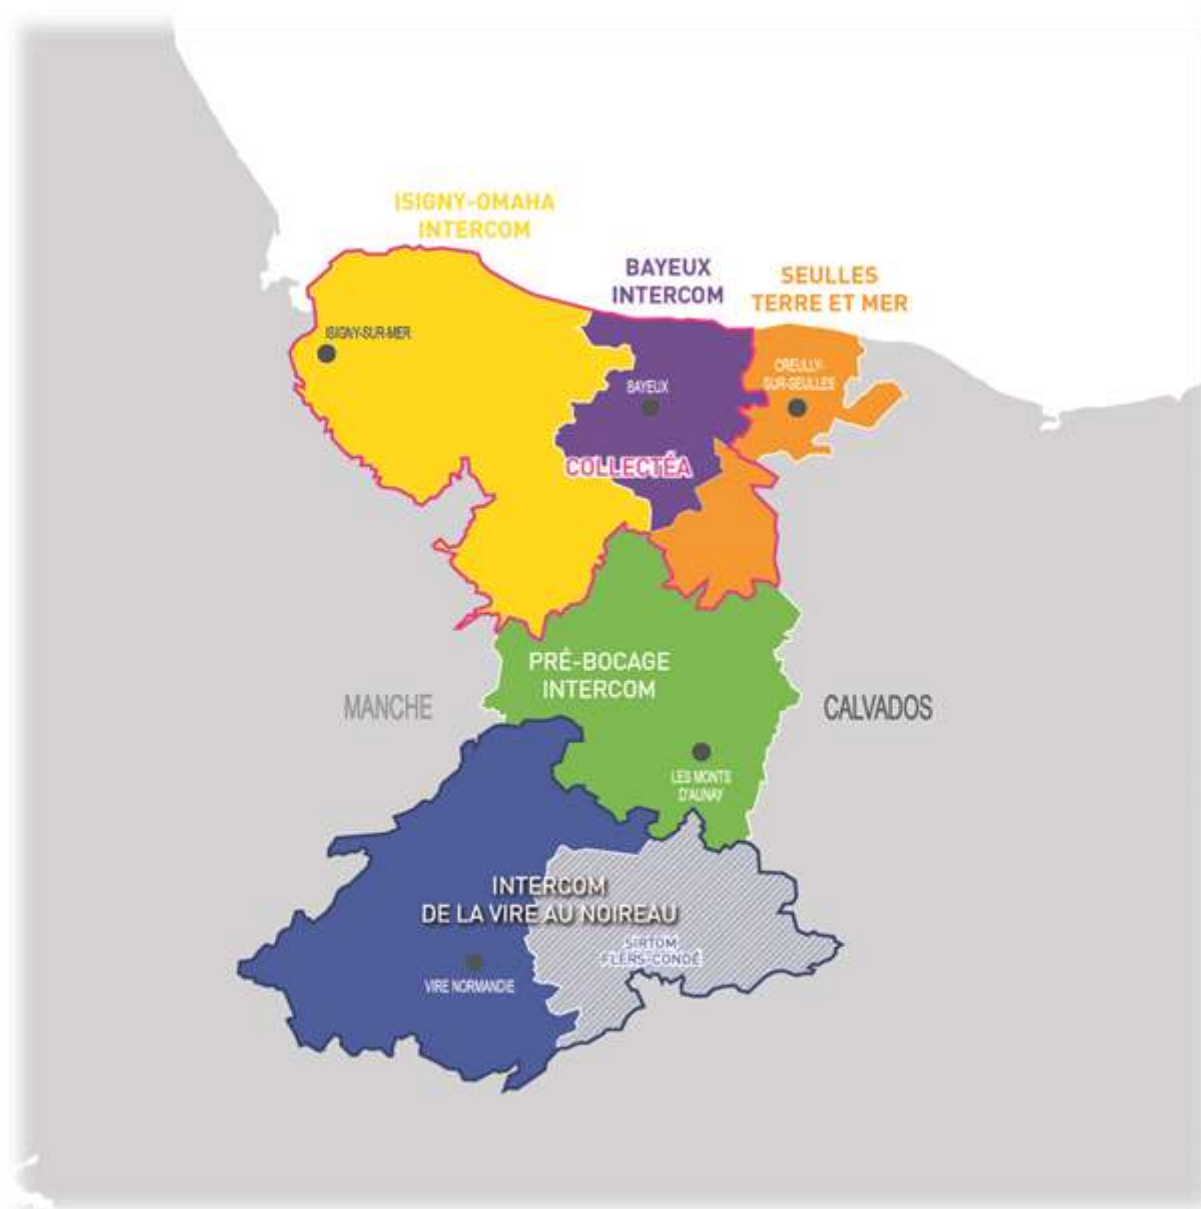 ISIGNY-OMAHA
INTERCOM
BAYEUX
INTERCOM
SEULLES
TERRE ET MER
ISIGNY-SUR-MER
CREULLY-
SUR-SEULLES
BAYEUX
COLLECTÉA
PRÉ-BOCAGE
INTERCOM
MANCHE
CALVADOS
LES MONTS
D'AUNAY
INTERCOM
DE LA VIRE AU NOIREAU
SIRTOM
FLERS-CONDÉ
VIRE NORMANDIE